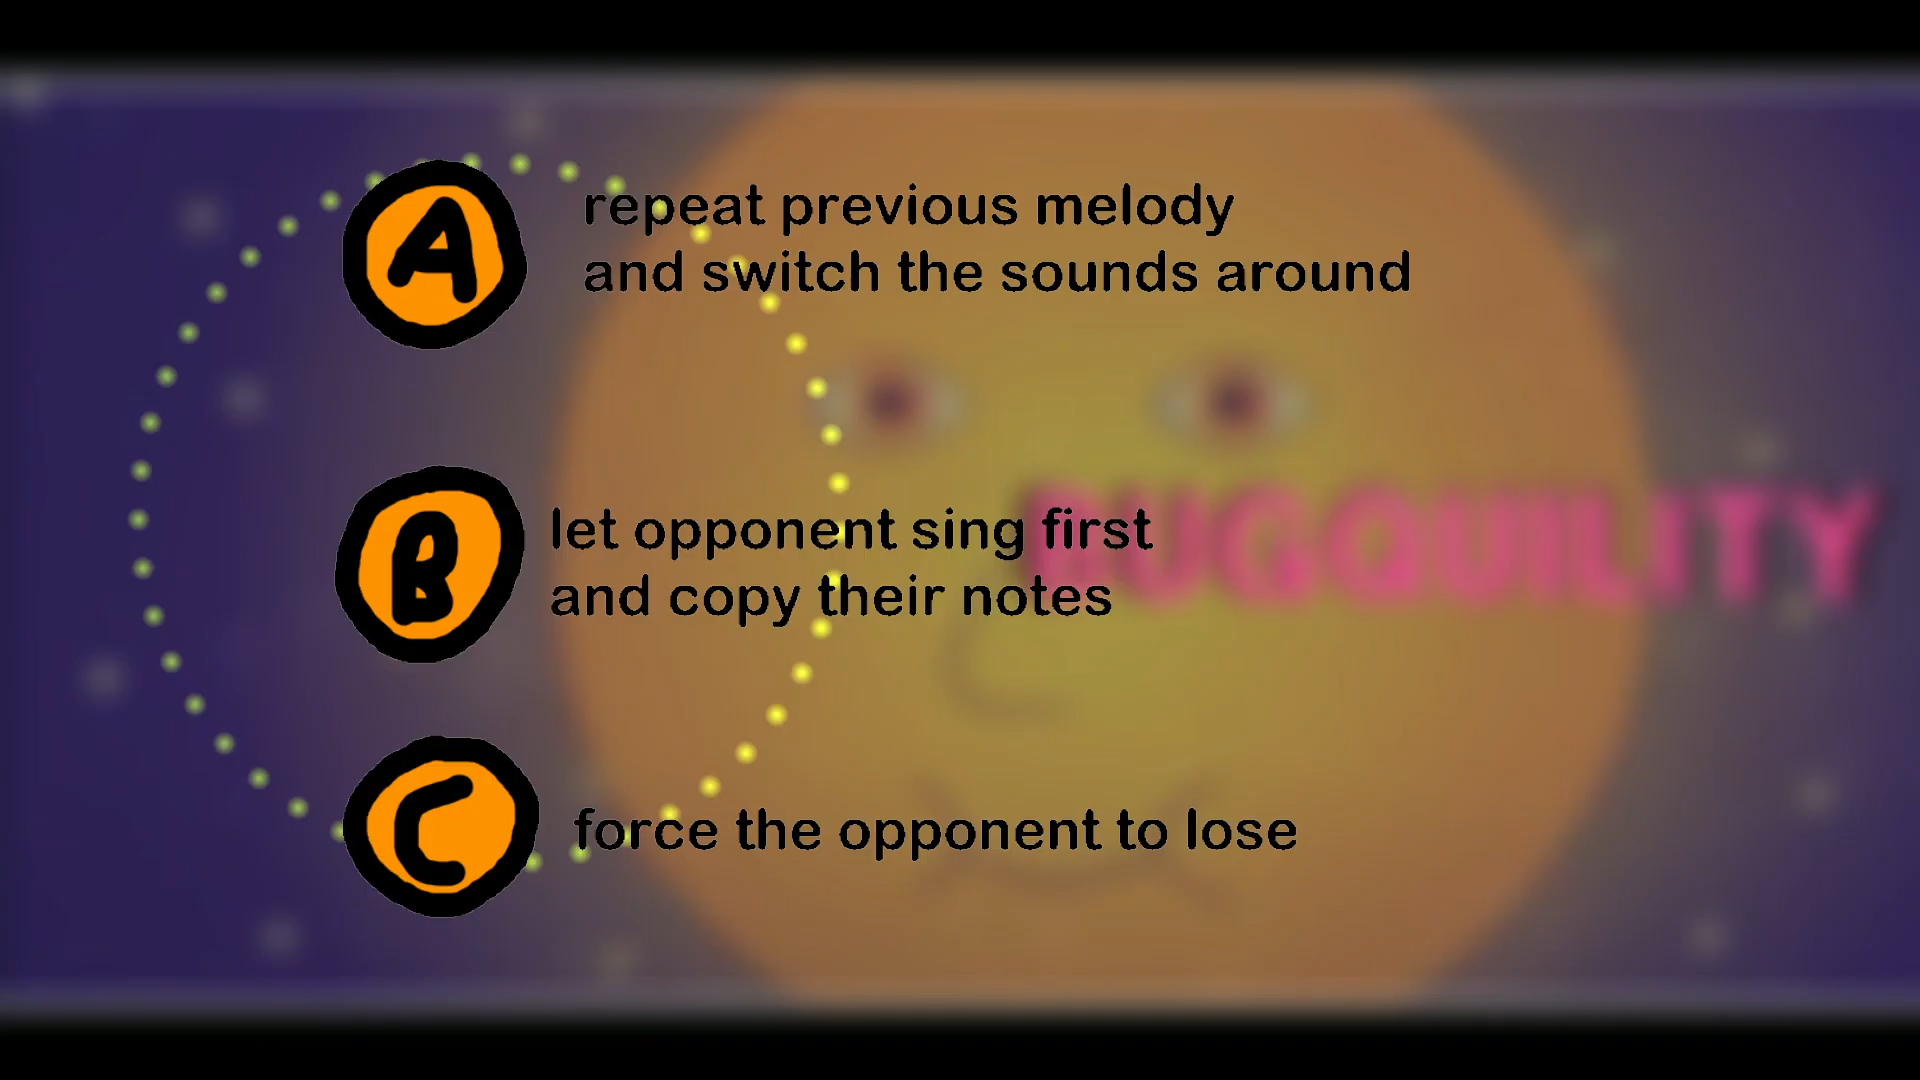 A
repeat previous melody
and switch the sounds around
B
let opponent sing first
and copy their notes
BUGQUILITY
C
force the opponent to lose